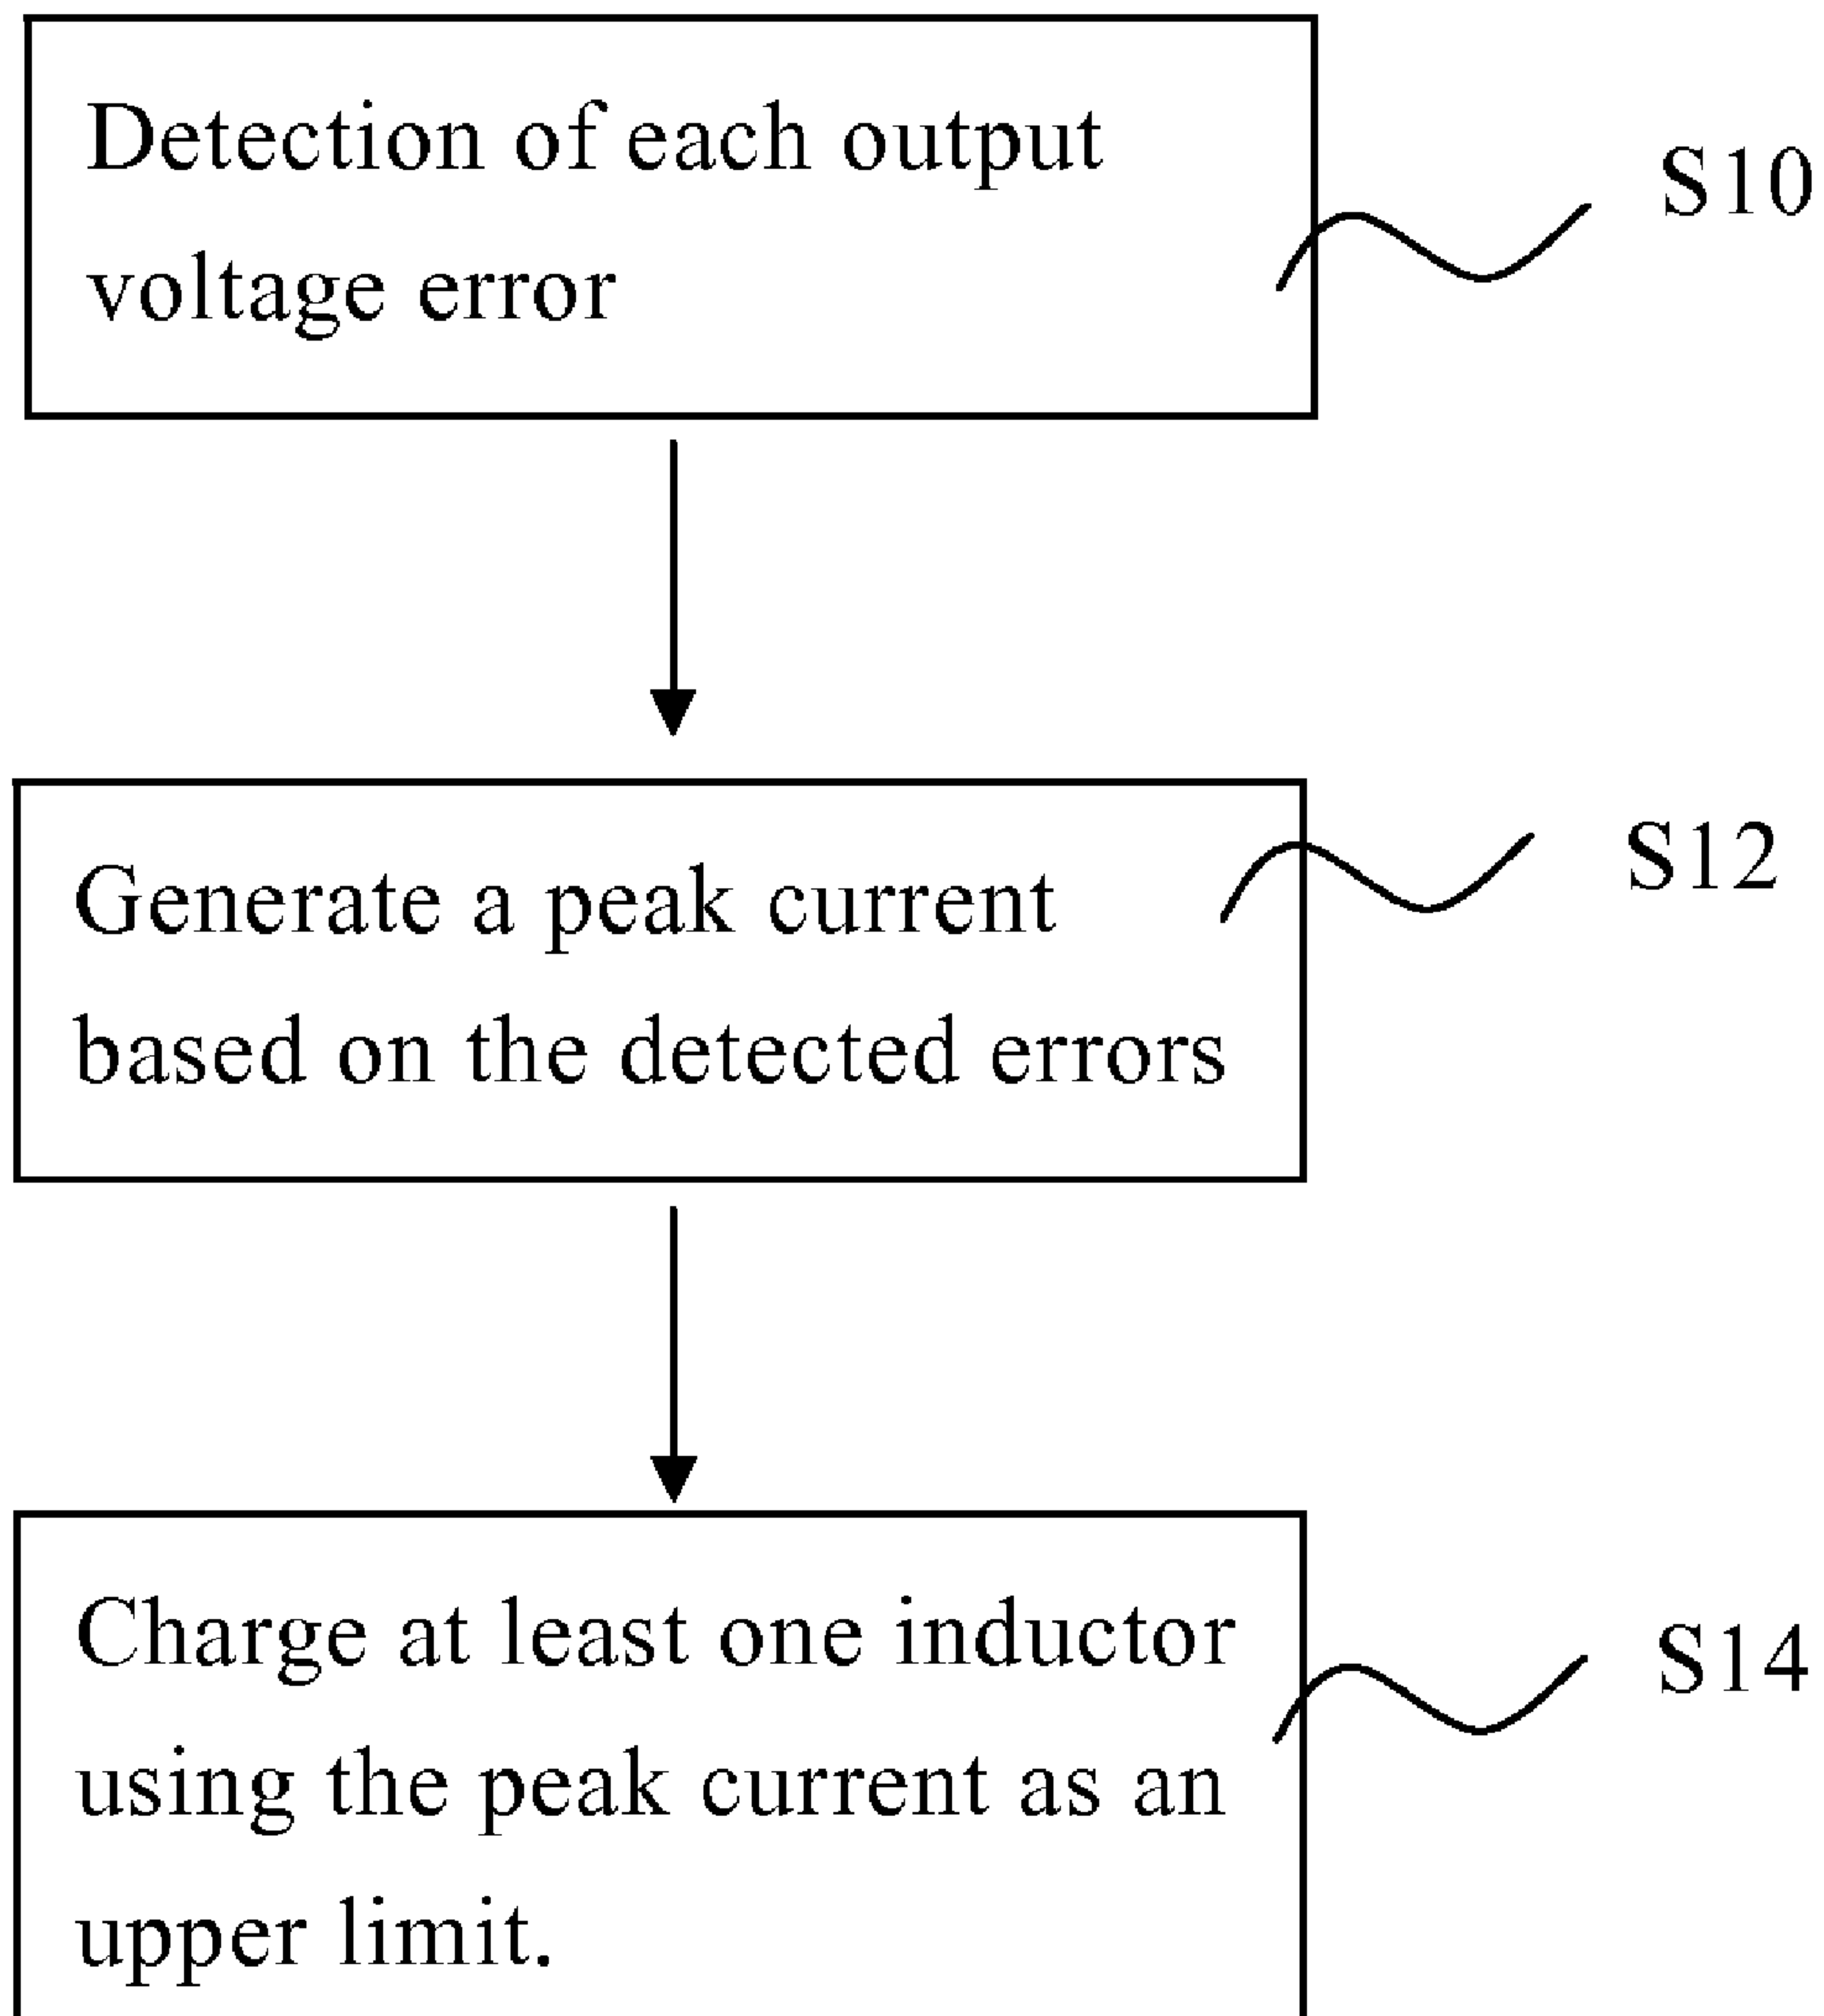 Detection of each output
voltage error
S10
Generate a peak current
based on the detected errors
S12
Charge at least one inductor
using the peak current as an
upper limit.
S14